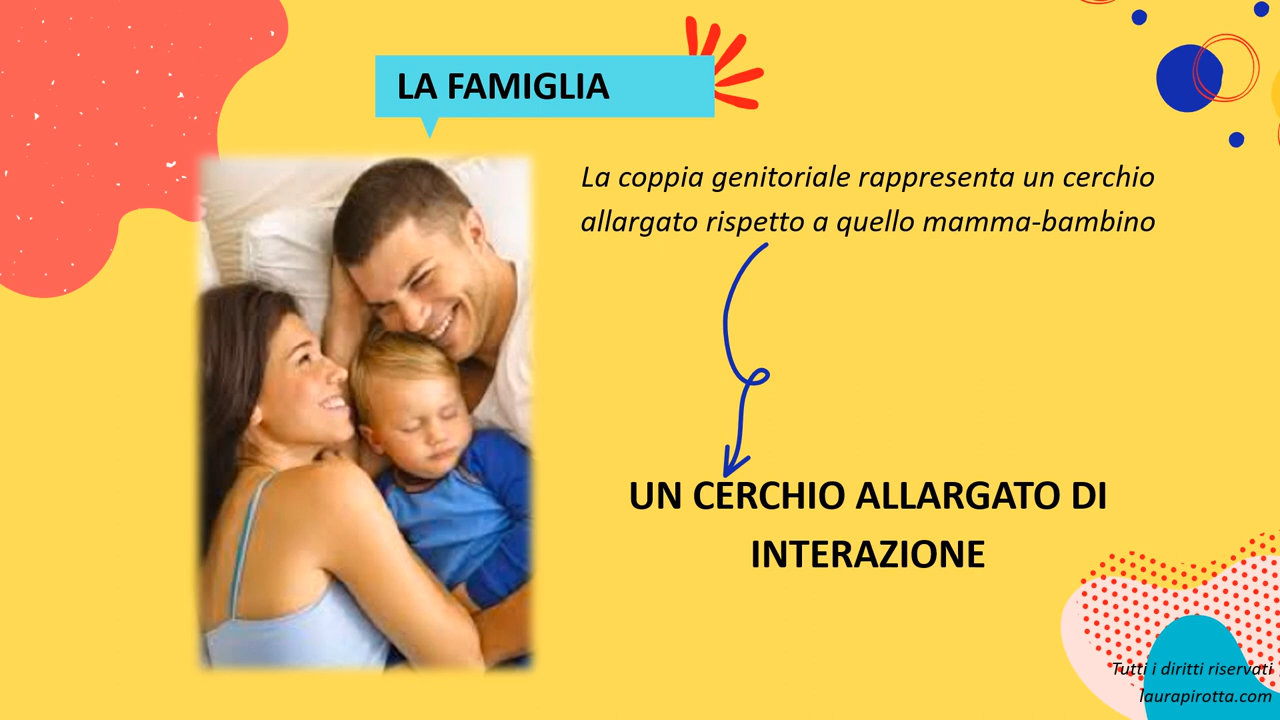 LA FAMIGLIA
La coppia genitoriale rappresenta un cerchio
allargato rispetto a quello mamma-bambino
UN CERCHIO ALLARGATO DI
INTERAZIONE
Tutti i diritti riservati
laurapirotta.com